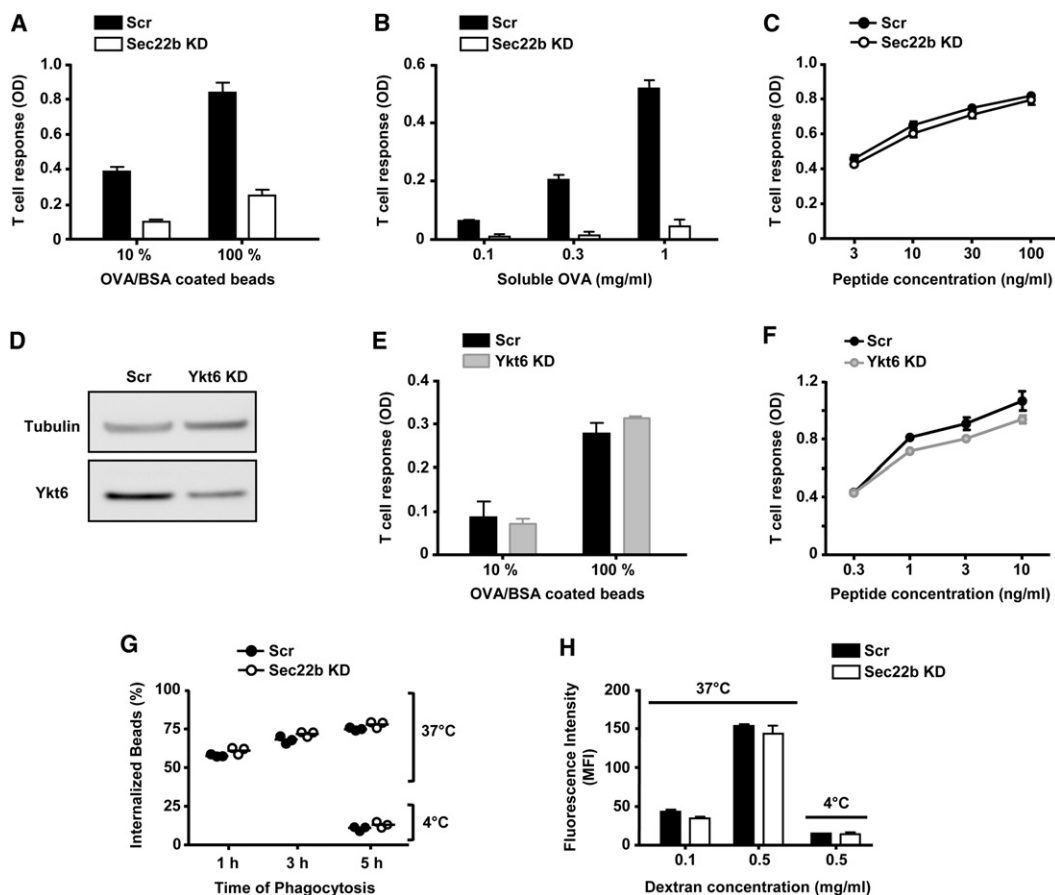 A
Scr
Sec22b KD
T cell response (OD)
1.0
0.8
0.6
0.4
0.2
0
10 %
100 %
OVA/BSA coated beads
B
Scr
Sec22b KD
T cell response (OD)
0.6
0.4
0.2
0
0.1
0.3
1
Soluble OVA (mg/ml)
C
Scr
Sec22b KD
T cell response (OD)
1.0
0.8
0.6
0.4
0.2
0
3
10
30
100
Peptide concentration (ng/ml)
D
Scr
Ykt6 KD
Tubulin
Ykt6
E
Scr
Ykt6 KD
T cell response (OD)
0.4
0.3
0.2
0.1
0
10 %
100 %
OVA/BSA coated beads
F
Scr
Ykt6 KD
T cell response (OD)
1.2
0.8
0.4
0
0.3
1
3
10
Peptide concentration (ng/ml)
G
Scr
Sec22b KD
Internalized Beads (%)
100
75
50
25
0
37°C
4°C
1 h
3 h
5 h
Time of Phagocytosis
H
Scr
Sec22b KD
Fluorescence Intensity
(MFI)
200
150
100
50
0
37°C
4°C
0.1
0.5
0.5
Dextran concentration (mg/ml)